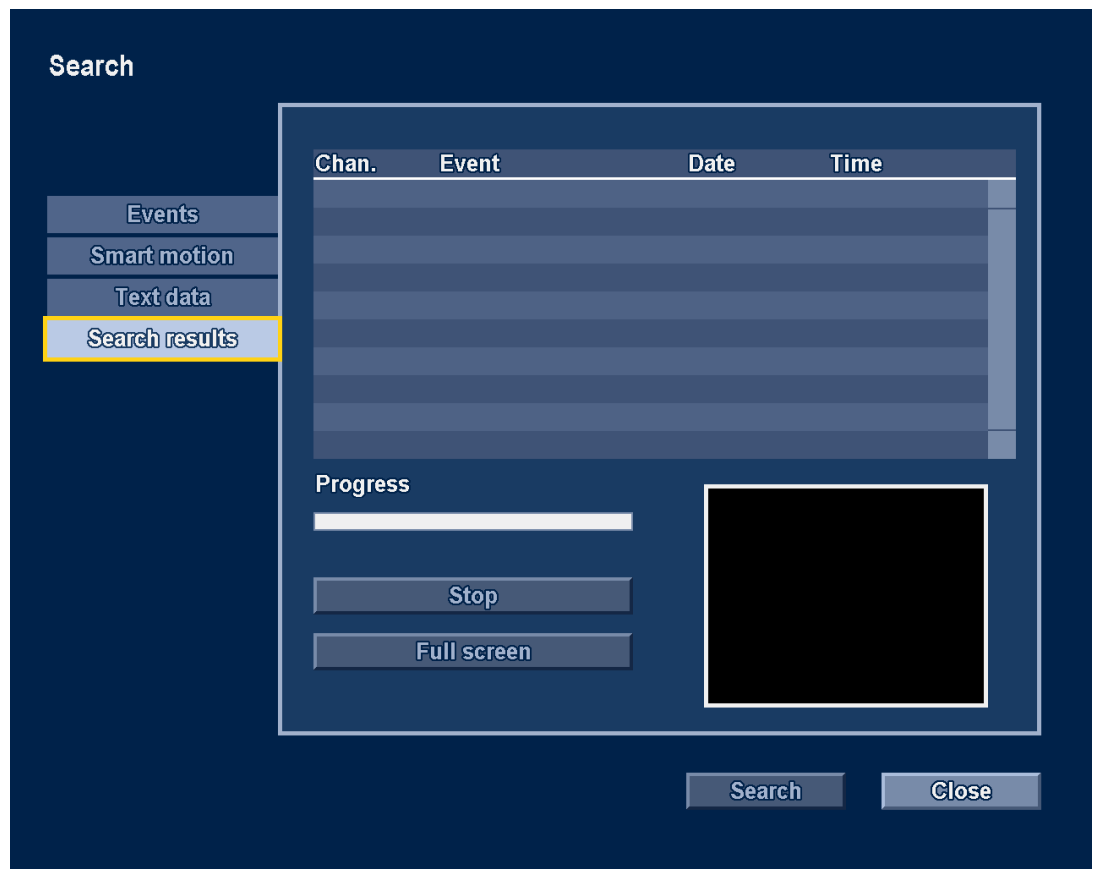 Search
Chan. Event Date Time
Events
Smart motion
Text data
Search results
Progress
Stop
Full screen
Search Close